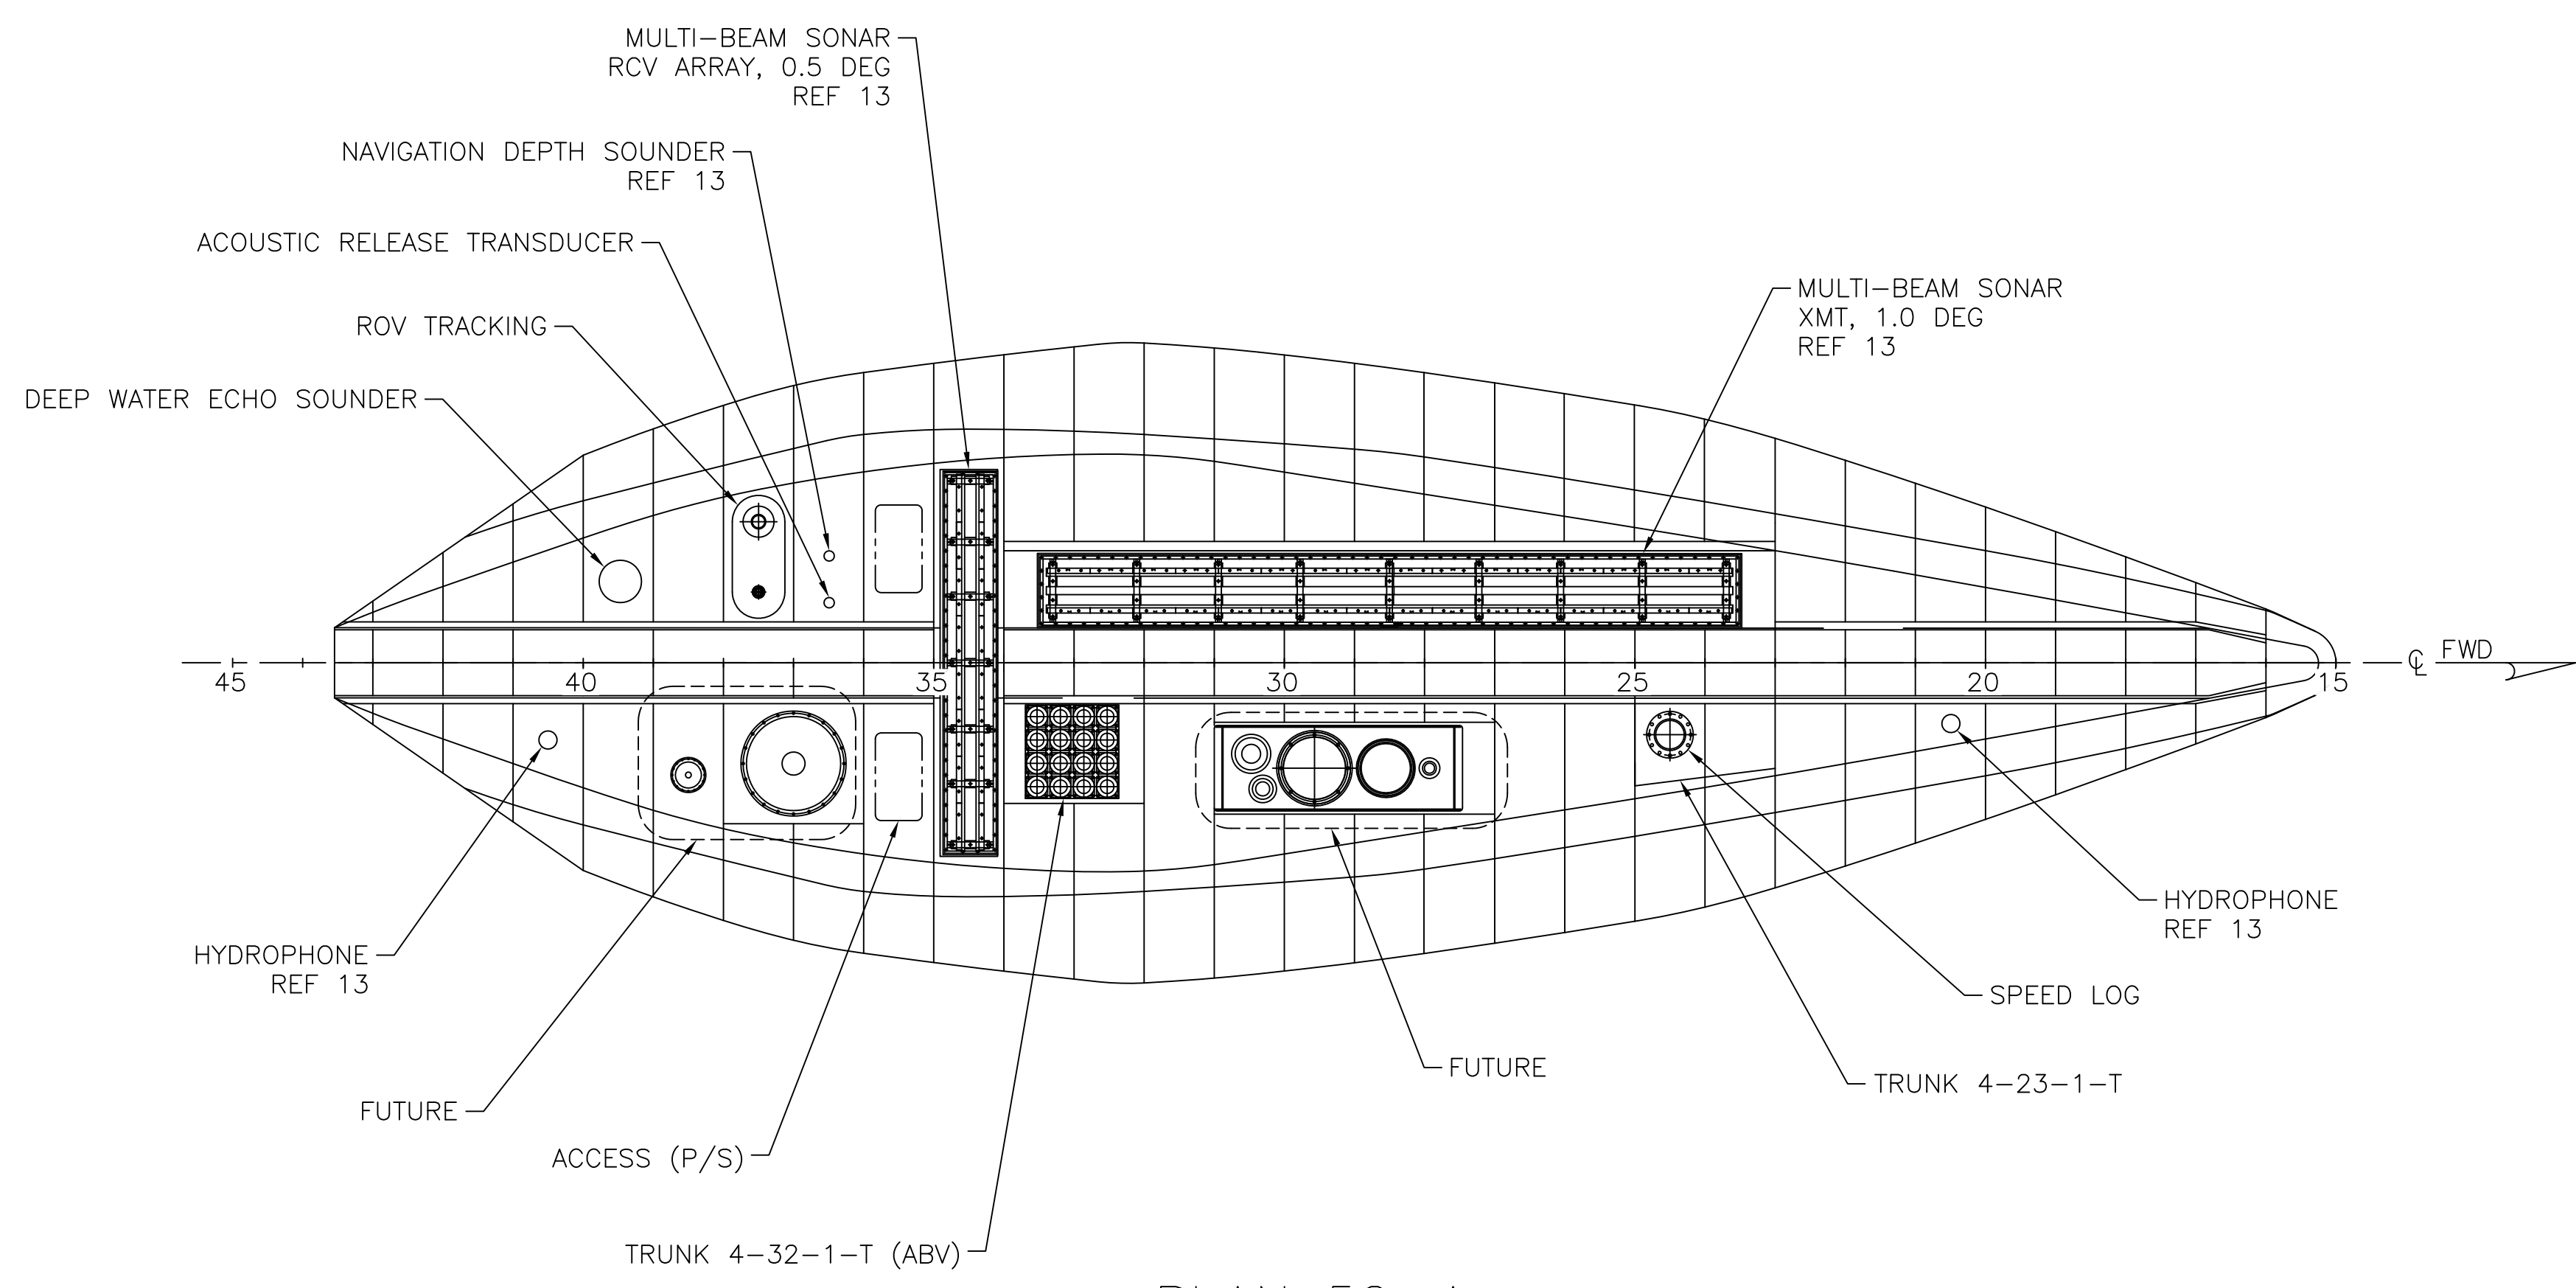 MULTI-BEAM SONAR
RCV ARRAY, 0.5 DEG
REF 13
NAVIGATION DEPTH SOUNDER
REF 13
ACOUSTIC RELEASE TRANSDUCER
ROV TRACKING
DEEP WATER ECHO SOUNDER
MULTI-BEAM SONAR
XMT, 1.0 DEG
REF 13
45 40 35 30 25 20 15
℄ FWD
HYDROPHONE
REF 13
FUTURE
ACCESS (P/S)
TRUNK 4-32-1-T (ABV)
FUTURE
TRUNK 4-23-1-T
SPEED LOG
HYDROPHONE
REF 13